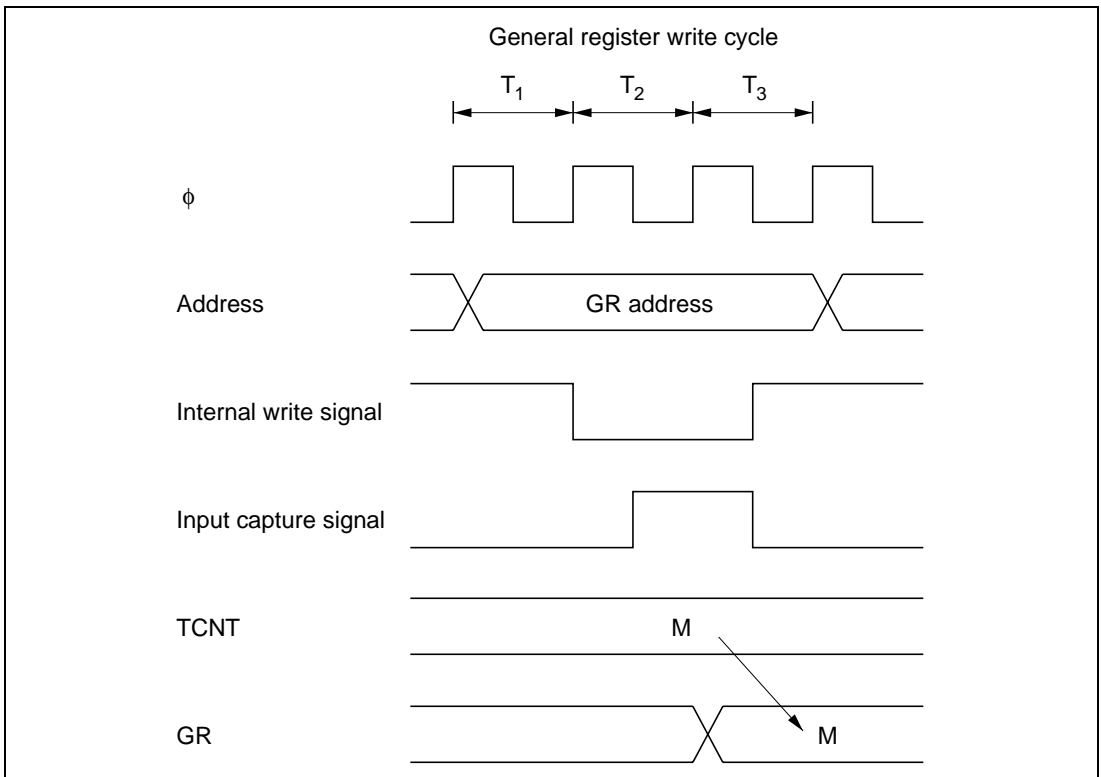 General register write cycle
T1 T2 T3
ϕ
Address GR address
Internal write signal
Input capture signal
TCNT M
GR M